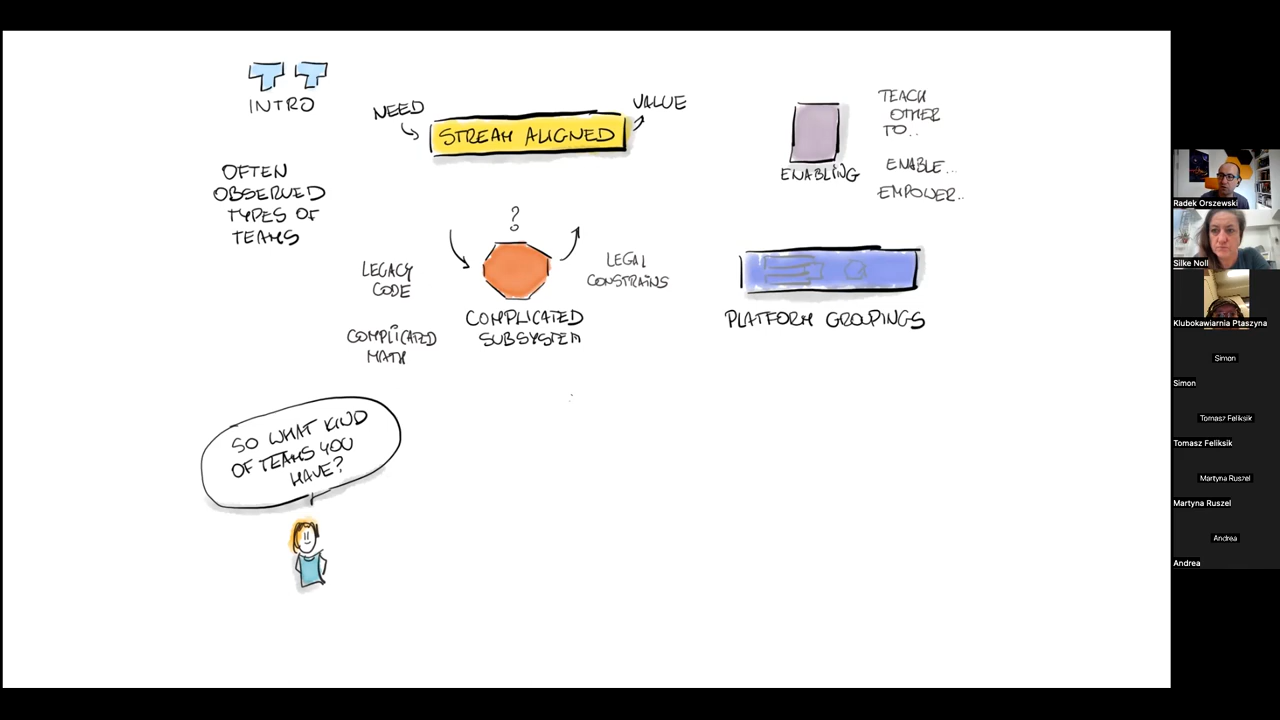 INTRO
OFTEN
OBSERVED
TYPES OF
TEAMS
NEED
VALUE
STREAM ALIGNED
ENABLING
TEACH
OTHER
TO..
ENABLE...
EMPOWER..
?
LEGACY
CODE
COMPLICATED
MATH
LEGAL
CONSTRAINS
COMPLICATED
SUBSYSTEM
PLATFORM GROUPINGS
SO WHAT KIND
OF TEAMS YOU
HAVE?
Radek Orszewski
Silke Noll
Klubokawiarnia Ptaszyna
Simon
Simon
Tomasz Feliksik
Tomasz Feliksik
Martyna Ruszel
Martyna Ruszel
Andrea
Andrea